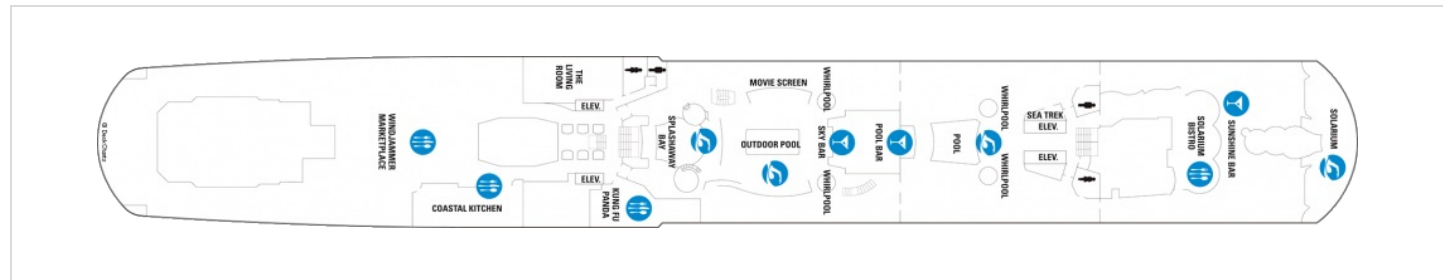 © DeckChartz
WINDJAMMER
MARKETPLACE
COASTAL KITCHEN
THE
LIVING
ROOM
ELEV.
ELEV.
KUNG FU
PANDA
SPLASHAWAY
BAY
MOVIE SCREEN
OUTDOOR POOL
WHIRLPOOL
SKY BAR
WHIRLPOOL
POOL BAR
POOL
WHIRLPOOL
WHIRLPOOL
SEA TREK
ELEV.
ELEV.
SOLARIUM
BISTRO
SUNSHINE BAR
SOLARIUM